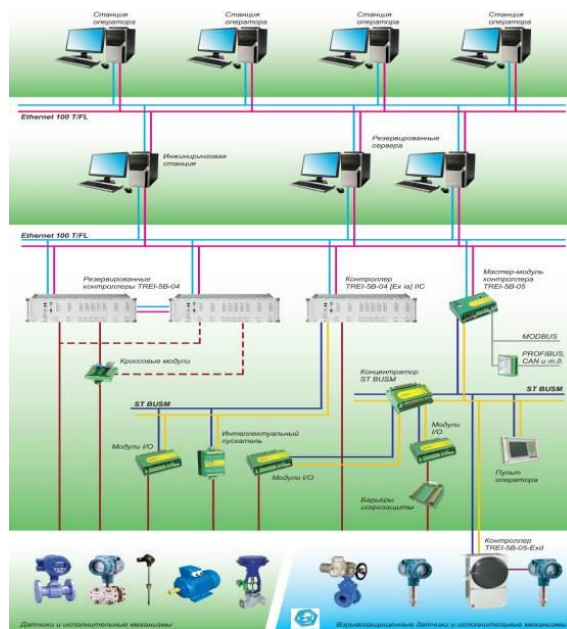 Станция
оператора
Станция
оператора
Станция
оператора
Станция
оператора
Ethernet 100 T/FL
Инжиниринговая
станция
Резервированные
сервера
Ethernet 100 T/FL
Резервированные
контроллеры TREI-5B-04
Контроллер
TREI-5B-04 [Ex ia] IIC
Мастер-модуль
контроллера
TREI-5B-05
MODBUS
PROFIBUS,
CAN и т.д.
Кроссовые модули
Концентратор
ST BUSM
ST BUSM
ST BUSM
Интеллектуальный
пускатель
Модули
I/O
Модули I/O
Модули I/O
Пульт
оператора
Барьеры
искрозащиты
Контроллер
TREI-5B-05-Exd
Датчики и исполнительные механизмы
Взрывозащищенные датчики и исполнительные механизмы